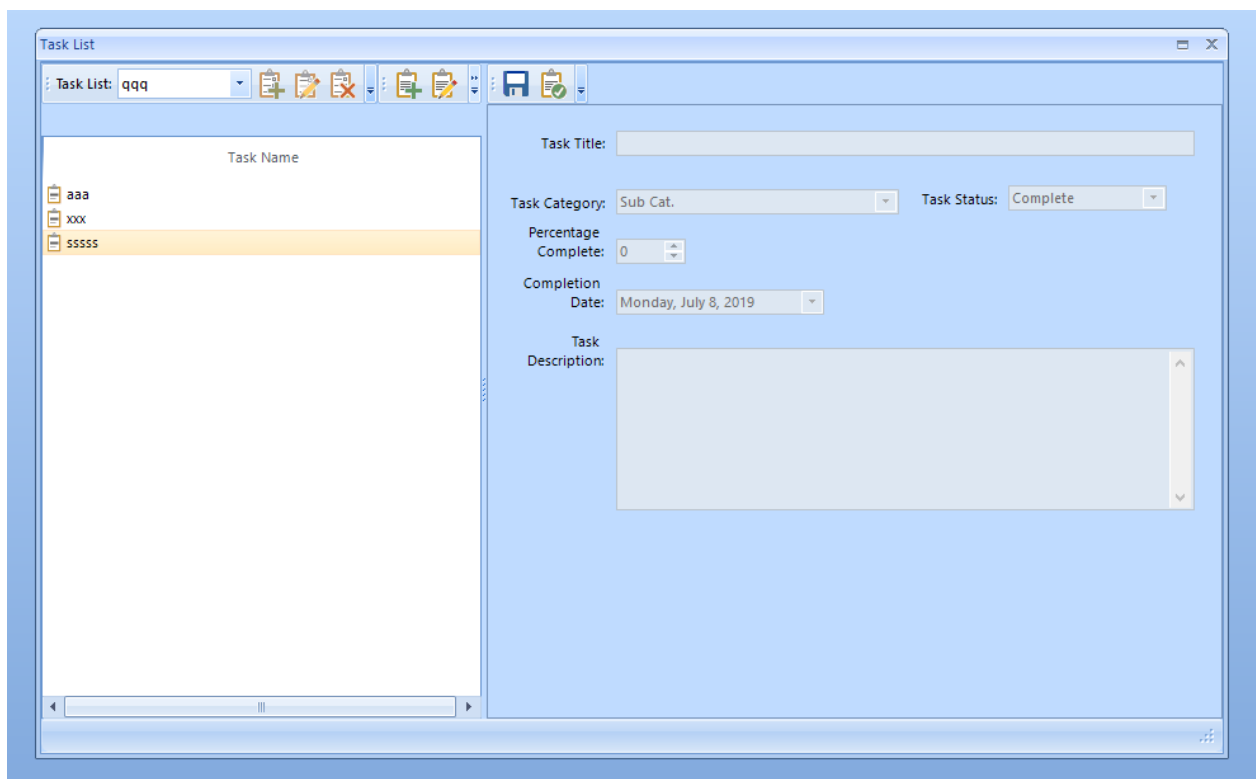 Task List
Task List: qqq
Task Name
aaa
xxx
sssss
Task Title:
Task Category: Sub Cat.
Task Status: Complete
Percentage
Complete: 0
Completion
Date: Monday, July 8, 2019
Task
Description: